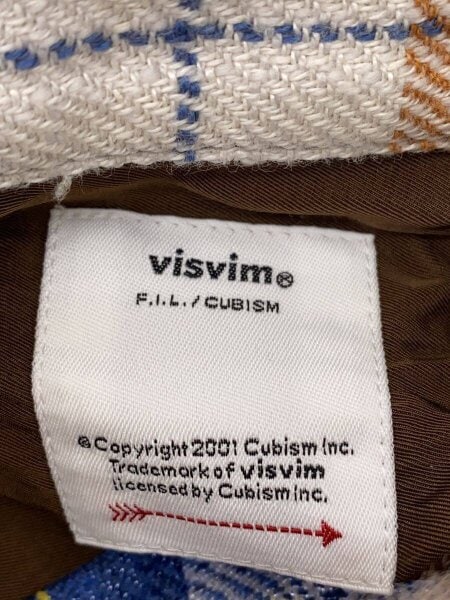 visvim®
F.I.L. / CUBISM
©Copyright 2001 Cubism Inc.
Trademark of visvim
licensed by Cubism Inc.